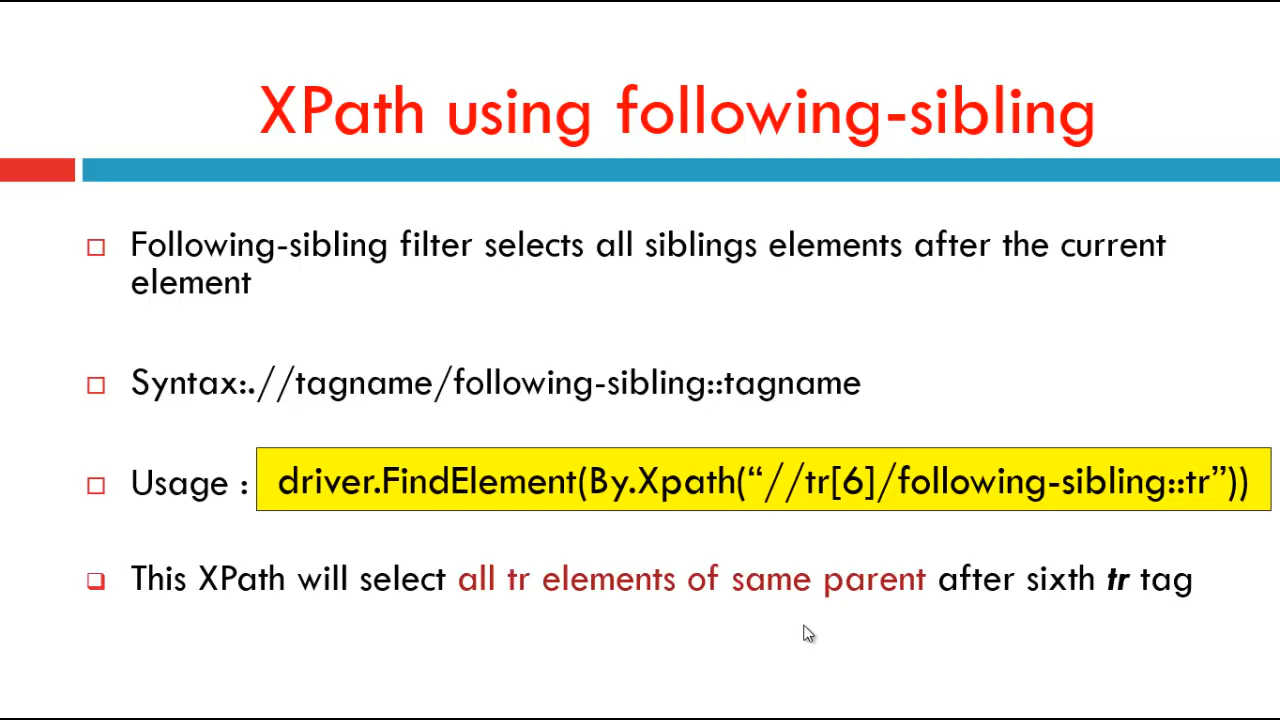 XPath using following-sibling
Following-sibling filter selects all siblings elements after the current
element
Syntax:.//tagname/following-sibling::tagname
Usage : driver.FindElement(By.Xpath(“//tr[6]/following-sibling::tr”))
This XPath will select all tr elements of same parent after sixth tr tag